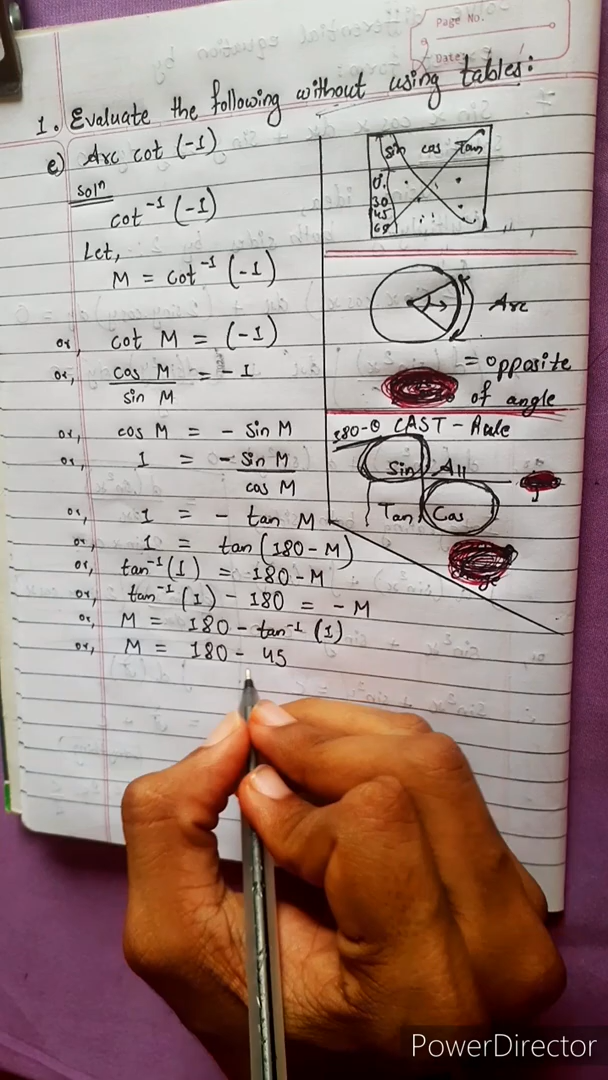 Page No.
Date
1. Evaluate the following without using tables:
e) Arc cot (-1)
Solⁿ
cot⁻¹ (-1)
Let,
M = cot⁻¹ (-1)
or, cot M = (-1)
or, cos M / sin M = -1
or, cos M = - sin M
or, 1 = - sin M / cos M
or, 1 = - tan M
or, 1 = tan (180 - M)
or, tan⁻¹ (1) = 180 - M
or, tan⁻¹ (1) - 180 = - M
or, M = 180 - tan⁻¹ (1)
or, M = 180 - 45
sin cos Tan
0°
30
45
60
Arc
= opposite
of angle
180-θ CAST - Rule
Sin All
Tan Cos
PowerDirector